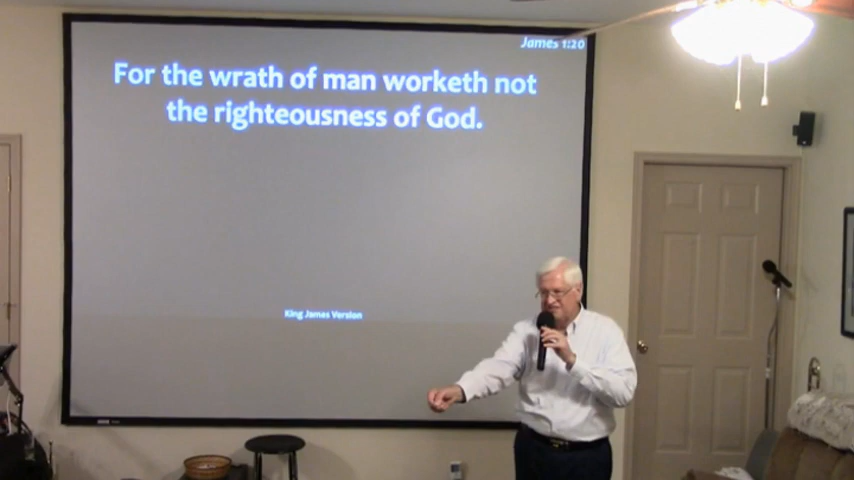 James 1:20
For the wrath of man worketh not
the righteousness of God.
King James Version